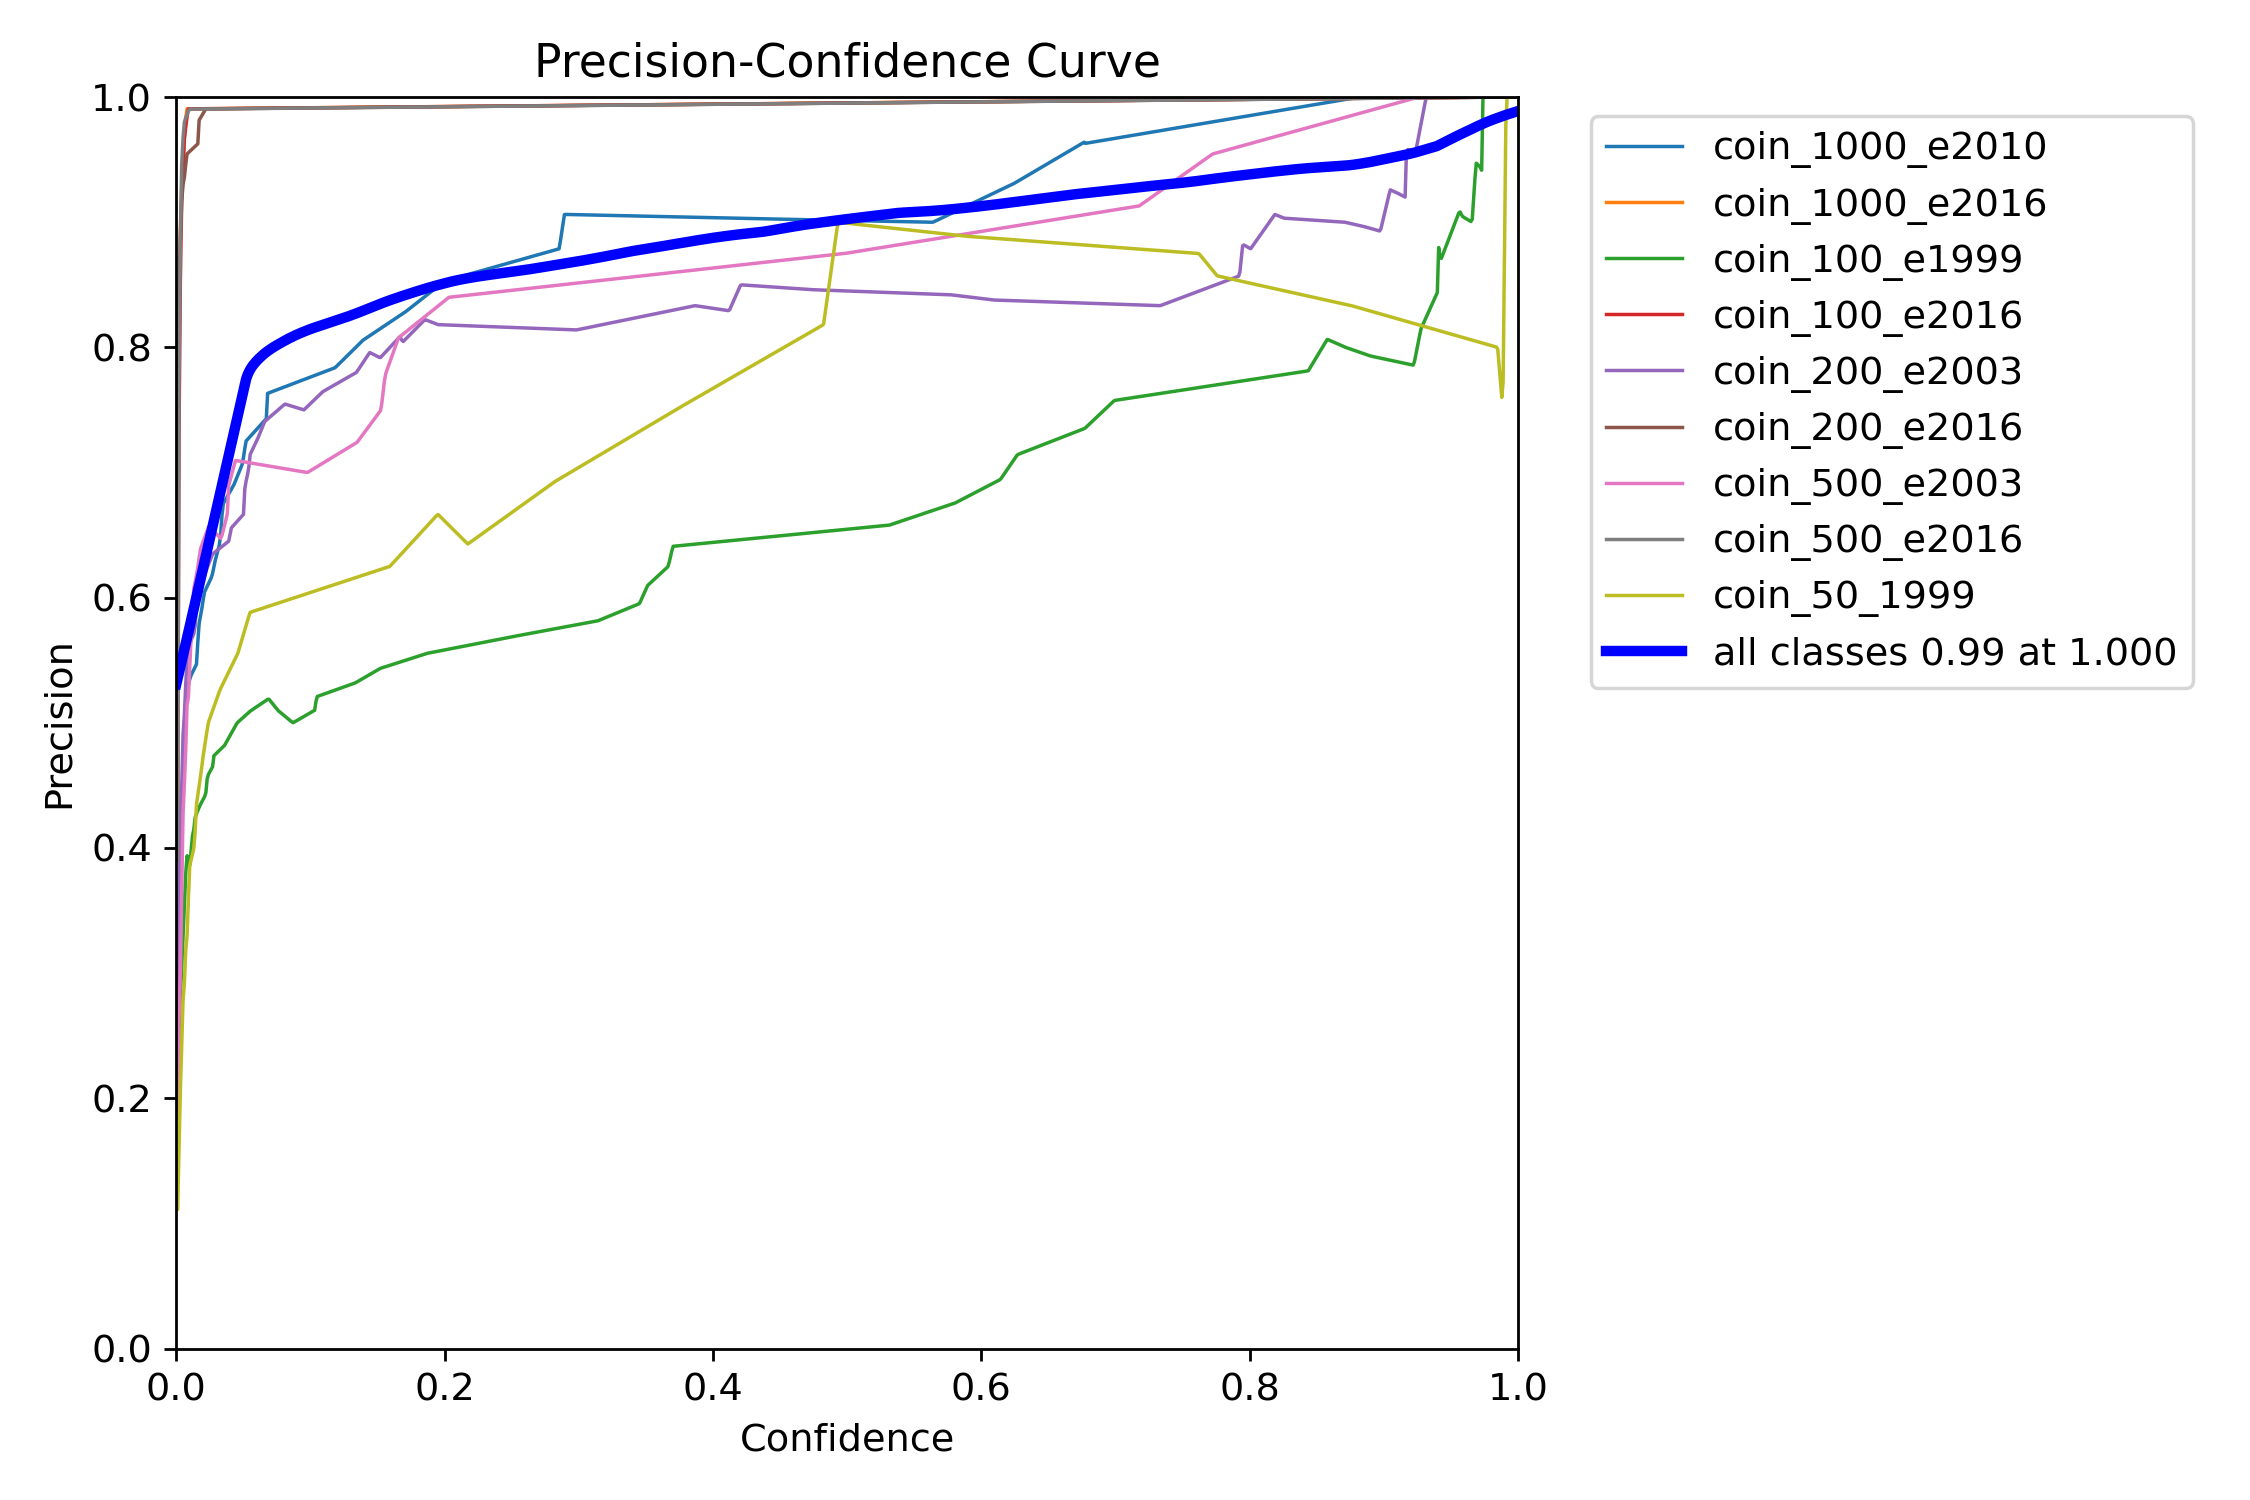 Precision-Confidence Curve
1.0
0.8
0.6
0.4
0.2
0.0
Precision
0.0 0.2 0.4 0.6 0.8 1.0
Confidence
coin_1000_e2010
coin_1000_e2016
coin_100_e1999
coin_100_e2016
coin_200_e2003
coin_200_e2016
coin_500_e2003
coin_500_e2016
coin_50_1999
all classes 0.99 at 1.000